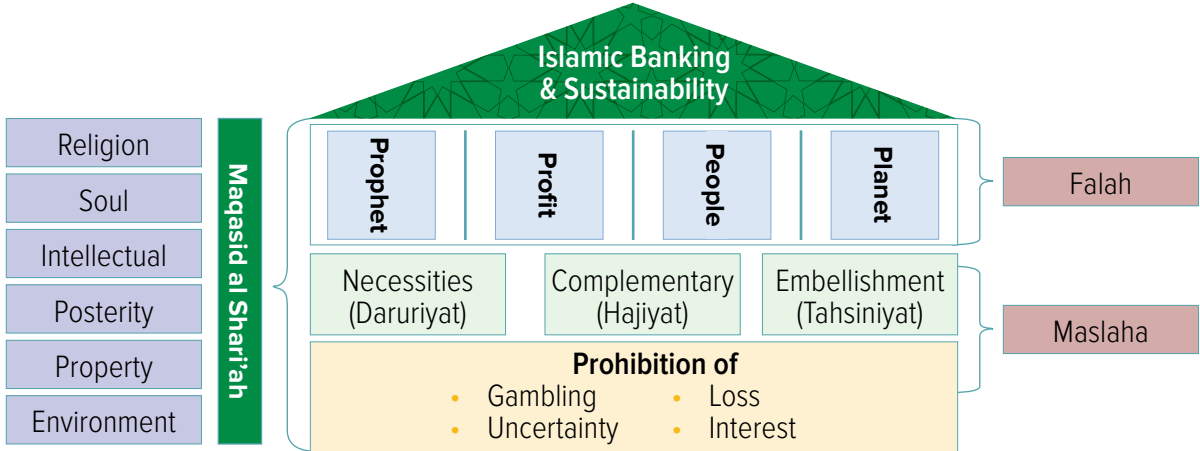 Islamic Banking
& Sustainability
Religion
Soul
Intellectual
Posterity
Property
Environment
Maqasid al Shari’ah
Prophet
Profit
People
Planet
Necessities
(Daruriyat)
Complementary
(Hajiyat)
Embellishment
(Tahsiniyat)
Prohibition of
• Gambling
• Uncertainty
• Loss
• Interest
Falah
Maslaha